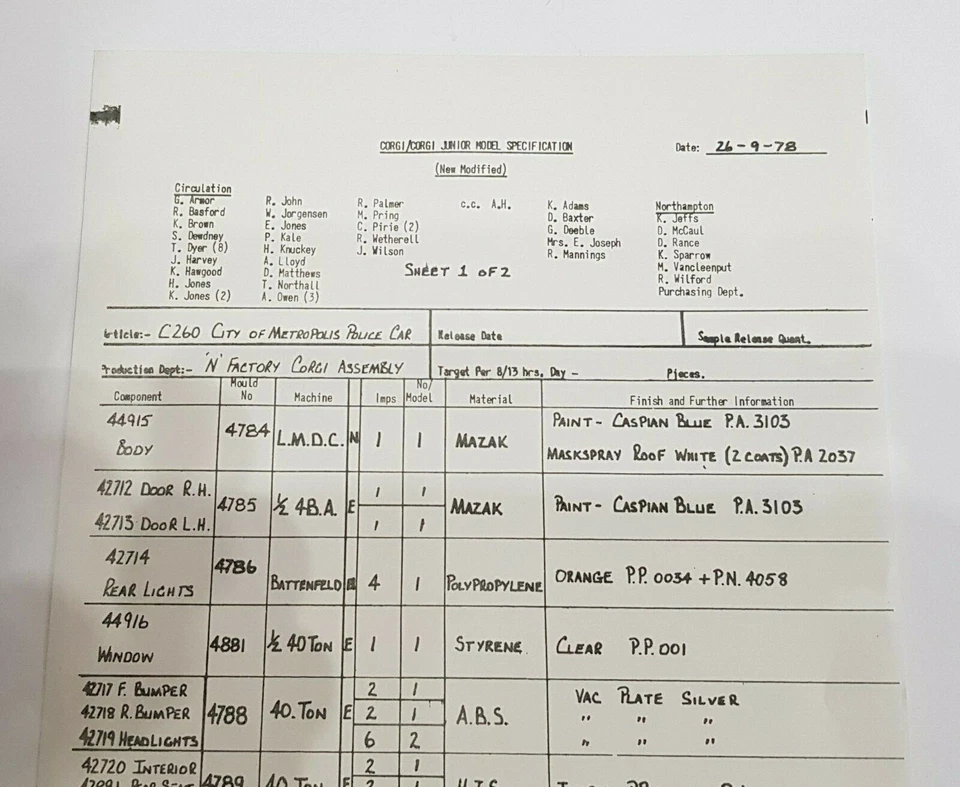 CORGI/CORGI JUNIOR MODEL SPECIFICATION
Date: 26-9-78
(New Modified)
Circulation
G. Armor
R. Basford
K. Brown
S. Dewdney
T. Dyer (8)
J. Harvey
K. Hawgood
H. Jones
K. Jones (2)
R. John
W. Jorgensen
E. Jones
P. Kale
H. Knuckey
A. Lloyd
D. Matthews
T. Northall
A. Owen (3)
R. Palmer
M. Pring
C. Pirie (2)
R. Wetherell
J. Wilson
c.c. A.H.
K. Adams
D. Baxter
G. Deeble
Mrs. E. Joseph
R. Mannings
Northampton
K. Jeffs
D. McCaul
D. Rance
K. Sparrow
M. Vancleenput
R. Wilford
Purchasing Dept.
SHEET 1 OF 2
Article:- C260 CITY OF METROPOLIS POLICE CAR
Release Date
Sample Release Quant.
Production Dept:- 'N' FACTORY CORGI ASSEMBLY
Target Per 8/13 hrs. Day - Pieces.
Component Mould No Machine Imps No/Model Material Finish and Further Information
44915 BODY 4784 L.M.D.C. N 1 1 MAZAK PAINT - CASPIAN BLUE P.A. 3103
MASKSPRAY ROOF WHITE (2 COATS) P.A 2037
42712 DOOR R.H. 4785 ½ 4B.A. E 1 1 MAZAK PAINT - CASPIAN BLUE P.A. 3103
42713 DOOR L.H. 1 1
42714 REAR LIGHTS 4786 BATTENFELD 4 1 POLYPROPYLENE ORANGE P.P. 0034 + P.N. 4058
44916 WINDOW 4881 ½ 40 TON E 1 1 STYRENE CLEAR P.P. 001
42717 F. BUMPER 2 1 VAC PLATE SILVER
42718 R. BUMPER 4788 40. TON E 2 1 A.B.S. " " "
42719 HEADLIGHTS 6 2 " " "
42720 INTERIOR 2 1
4789 40 TON E 2 1